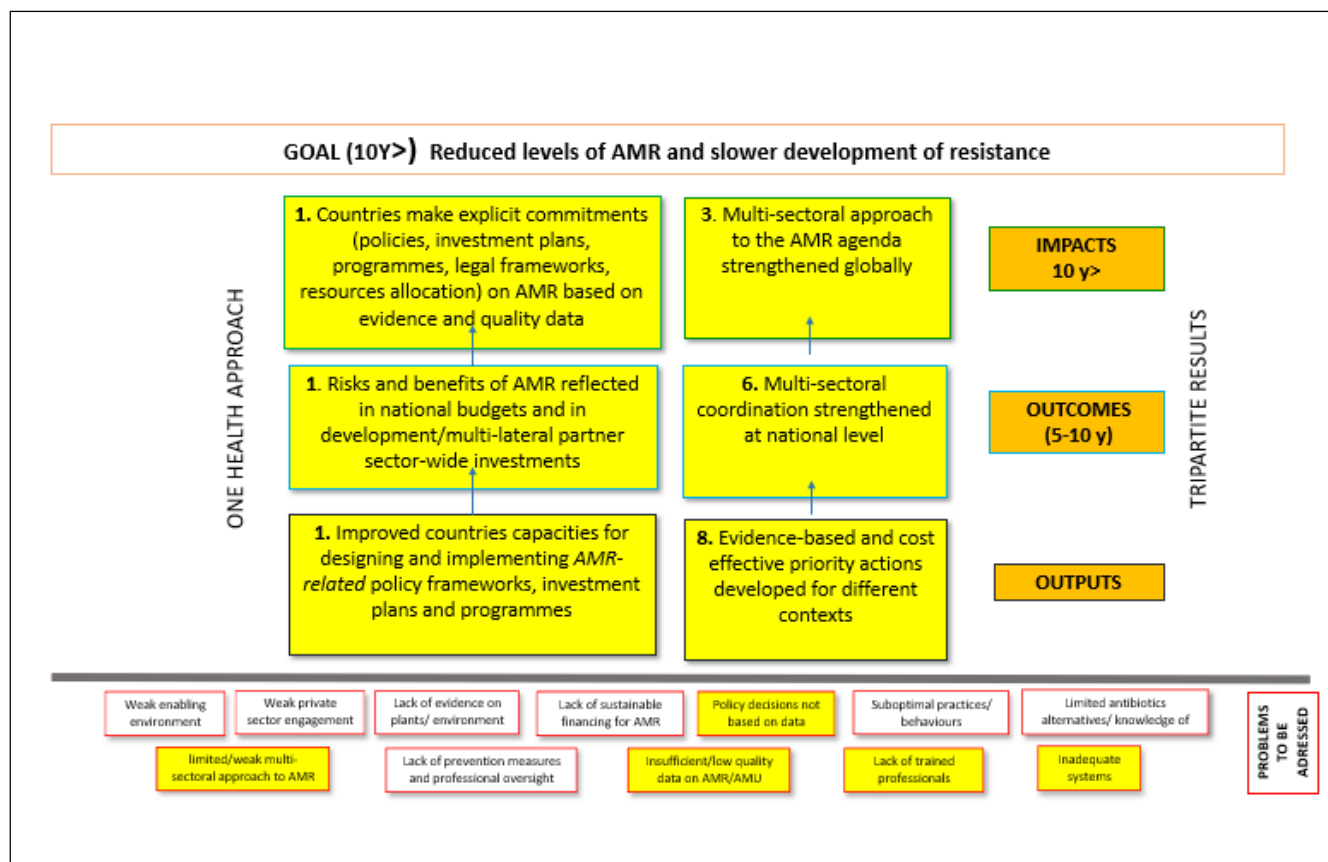 GOAL (10Y>) Reduced levels of AMR and slower development of resistance
ONE HEALTH APPROACH
1. Countries make explicit commitments
(policies, investment plans,
programmes, legal frameworks,
resources allocation) on AMR based on
evidence and quality data
3. Multi-sectoral approach
to the AMR agenda
strengthened globally
IMPACTS
10 y>
1. Risks and benefits of AMR reflected
in national budgets and in
development/multi-lateral partner
sector-wide investments
6. Multi-sectoral
coordination strengthened
at national level
OUTCOMES
(5-10 y)
1. Improved countries capacities for
designing and implementing AMR-
related policy frameworks, investment
plans and programmes
8. Evidence-based and cost
effective priority actions
developed for different
contexts
OUTPUTS
TRIPARTITE RESULTS
Weak enabling
environment
Weak private
sector engagement
Lack of evidence on
plants/ environment
Lack of sustainable
financing for AMR
Policy decisions not
based on data
Suboptimal practices/
behaviours
Limited antibiotics
alternatives/ knowledge of
limited/weak multi-
sectoral approach to AMR
Lack of prevention measures
and professional oversight
Insufficient/low quality
data on AMR/AMU
Lack of trained
professionals
Inadequate
systems
PROBLEMS
TO BE
ADRESSED